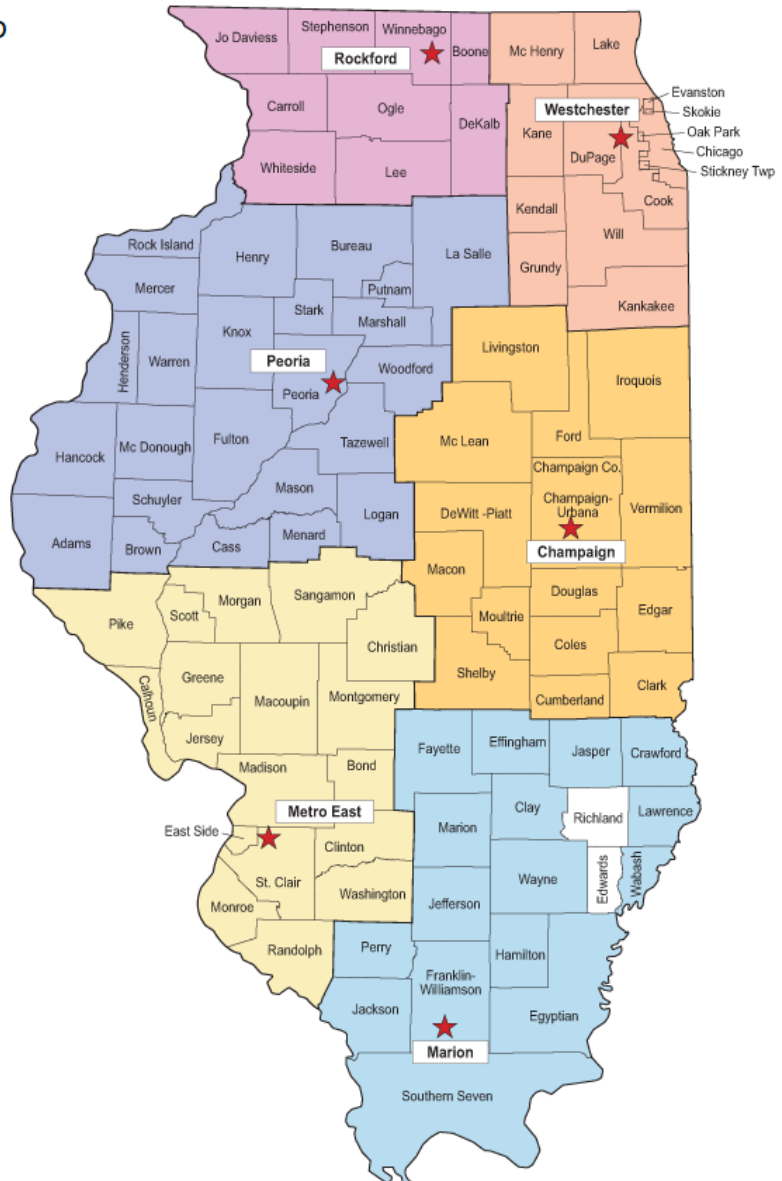 Jo Daviess
Stephenson
Winnebago
Boone
Mc Henry
Lake
Rockford
Carroll
Ogle
DeKalb
Whiteside
Lee
Westchester
Evanston
Skokie
Oak Park
Chicago
Stickney Twp
Kane
DuPage
Cook
Kendall
Will
Grundy
Kankakee
Rock Island
Henry
Bureau
La Salle
Mercer
Putnam
Stark
Marshall
Knox
Henderson
Warren
Peoria
Woodford
Peoria
Hancock
Mc Donough
Fulton
Tazewell
Mason
Schuyler
Logan
Adams
Brown
Cass
Menard
Livingston
Iroquois
Mc Lean
Ford
Champaign Co.
Champaign-
Urbana
Vermilion
DeWitt -Piatt
Champaign
Macon
Douglas
Moultrie
Edgar
Coles
Shelby
Clark
Cumberland
Pike
Scott
Morgan
Sangamon
Christian
Calhoun
Greene
Macoupin
Montgomery
Jersey
Madison
Bond
Metro East
East Side
Clinton
St. Clair
Washington
Monroe
Randolph
Fayette
Effingham
Jasper
Crawford
Clay
Richland
Lawrence
Marion
Wayne
Edwards
Wabash
Jefferson
Perry
Hamilton
Franklin-
Williamson
Jackson
Egyptian
Marion
Southern Seven